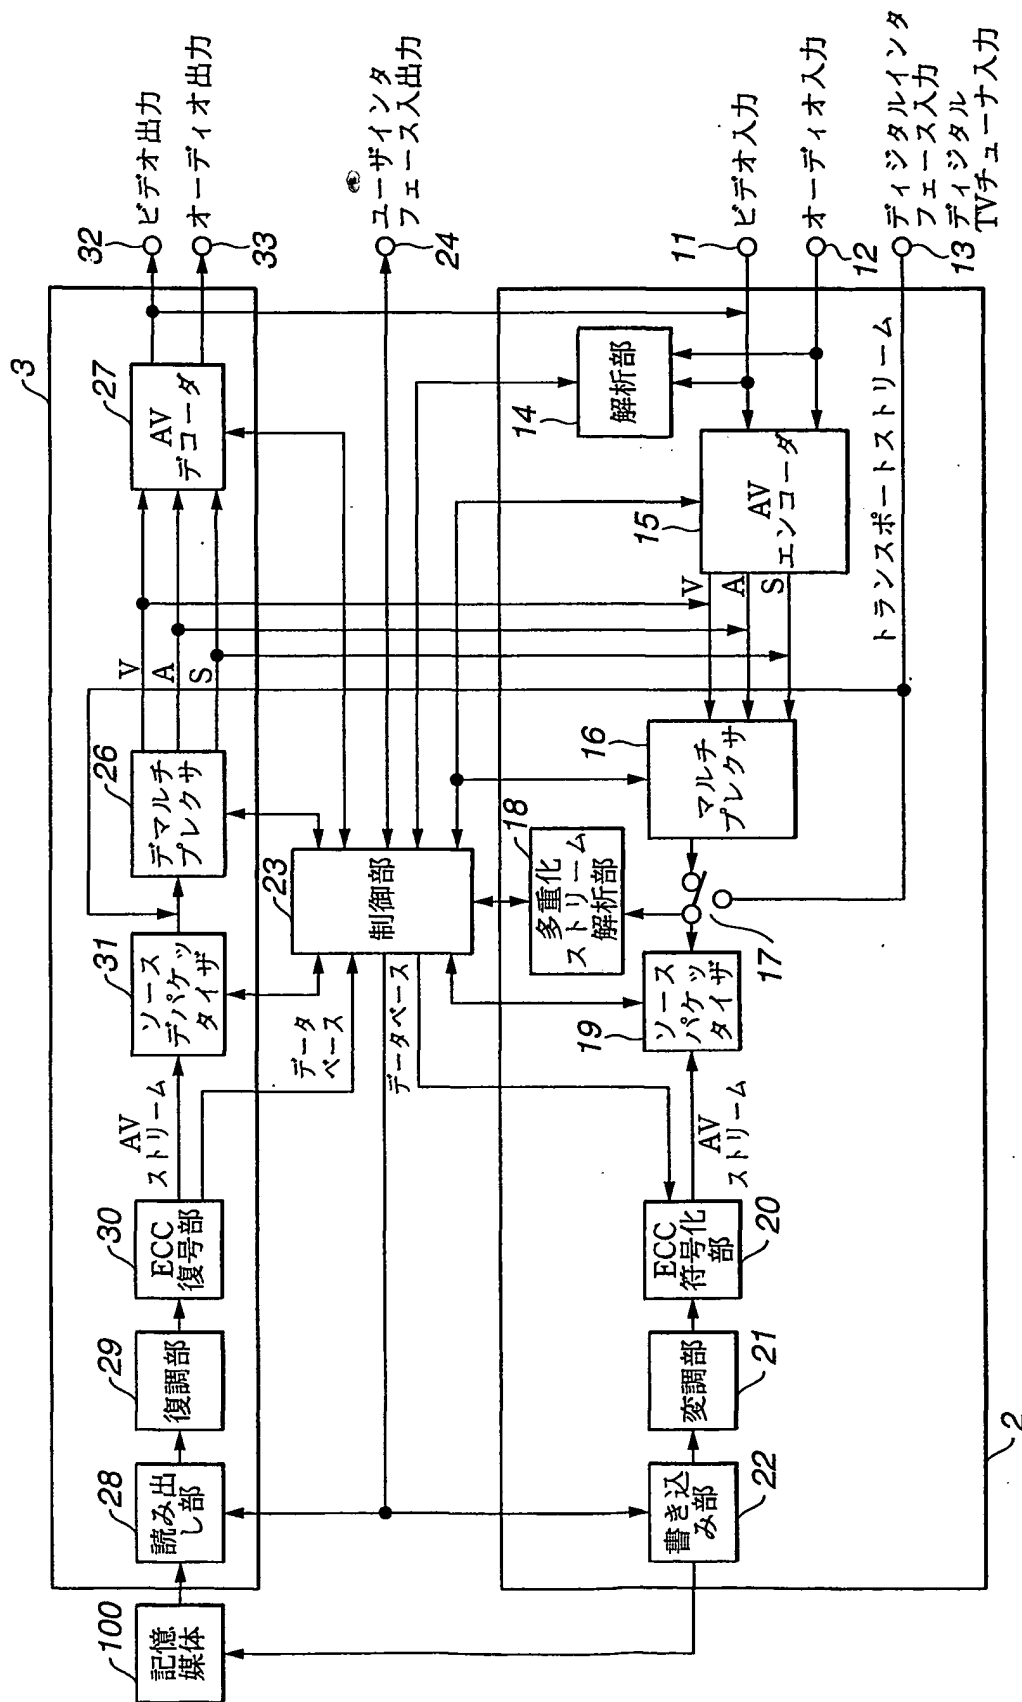 3
32
ビデオ出力
33
オーディオ出力
27
AV
デコーダ
V
A
S
26
デマルチ
プレクサ
31
ソース
デパケッ
タイザ
AV
ストリーム
30
ECC
復号部
29
復調部
28
読み出
し部
100
記憶
媒体
24
ユーザインタ
フェース入出力
23
制御部
データ
ベース
データベース
11
ビデオ入力
12
オーディオ入力
13
ディジタルインタ
フェース入力
ディジタル
TVチューナ入力
トランスポートストリーム
14
解析部
15
AV
エンコーダ
V
A
S
16
マルチ
プレクサ
17
18
多重化
ストリーム
解析部
19
ソース
パケッ
タイザ
AV
ストリーム
20
ECC
符号化
部
21
変調部
22
書き込
み部
2